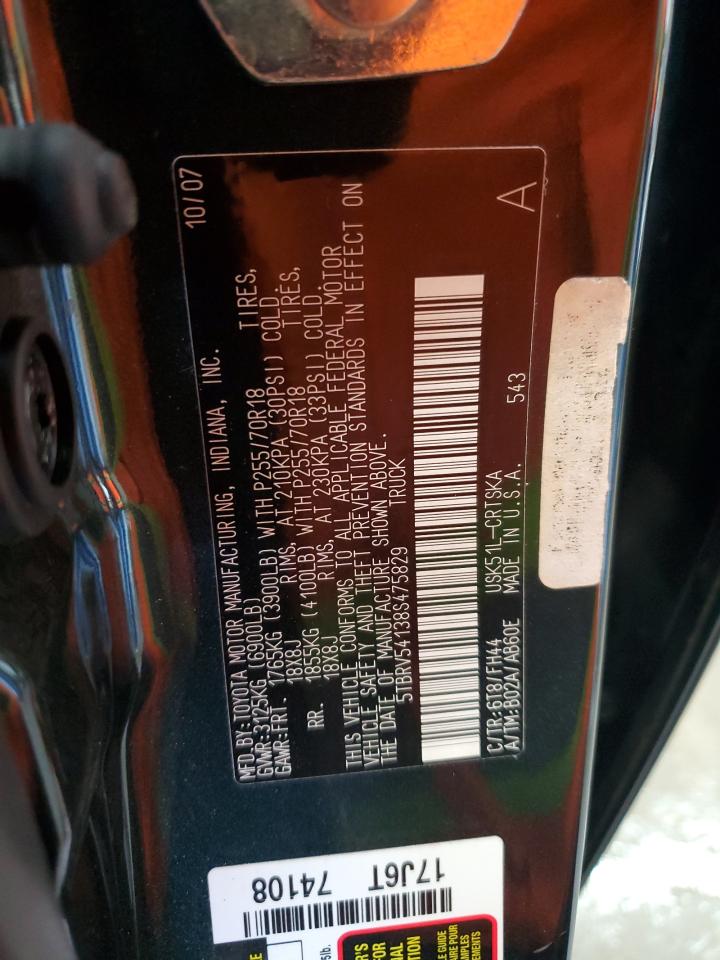 10/07
MFD BY:TOYOTA MOTOR MANUFACTURING, INDIANA, INC.
GVWR:3125KG (6900LB)
GAWR:FRT. 1765KG (3900LB) WITH P255/70R18 TIRES,
18X8J RIMS, AT 210KPA (30PSI) COLD.
RR. 1855KG (4100LB) WITH P255/70R18 TIRES,
18X8J RIMS, AT 230KPA (33PSI) COLD.
THIS VEHICLE CONFORMS TO ALL APPLICABLE FEDERAL MOTOR
VEHICLE SAFETY AND THEFT PREVENTION STANDARDS IN EFFECT ON
THE DATE OF MANUFACTURE SHOWN ABOVE.
5TBRV54138S475829 TRUCK
C/TR:6T8/FH44 USK51L-CRTSKA 543
A/TM:B02A/AB60E MADE IN U.S.A.
A
17J6T 74108